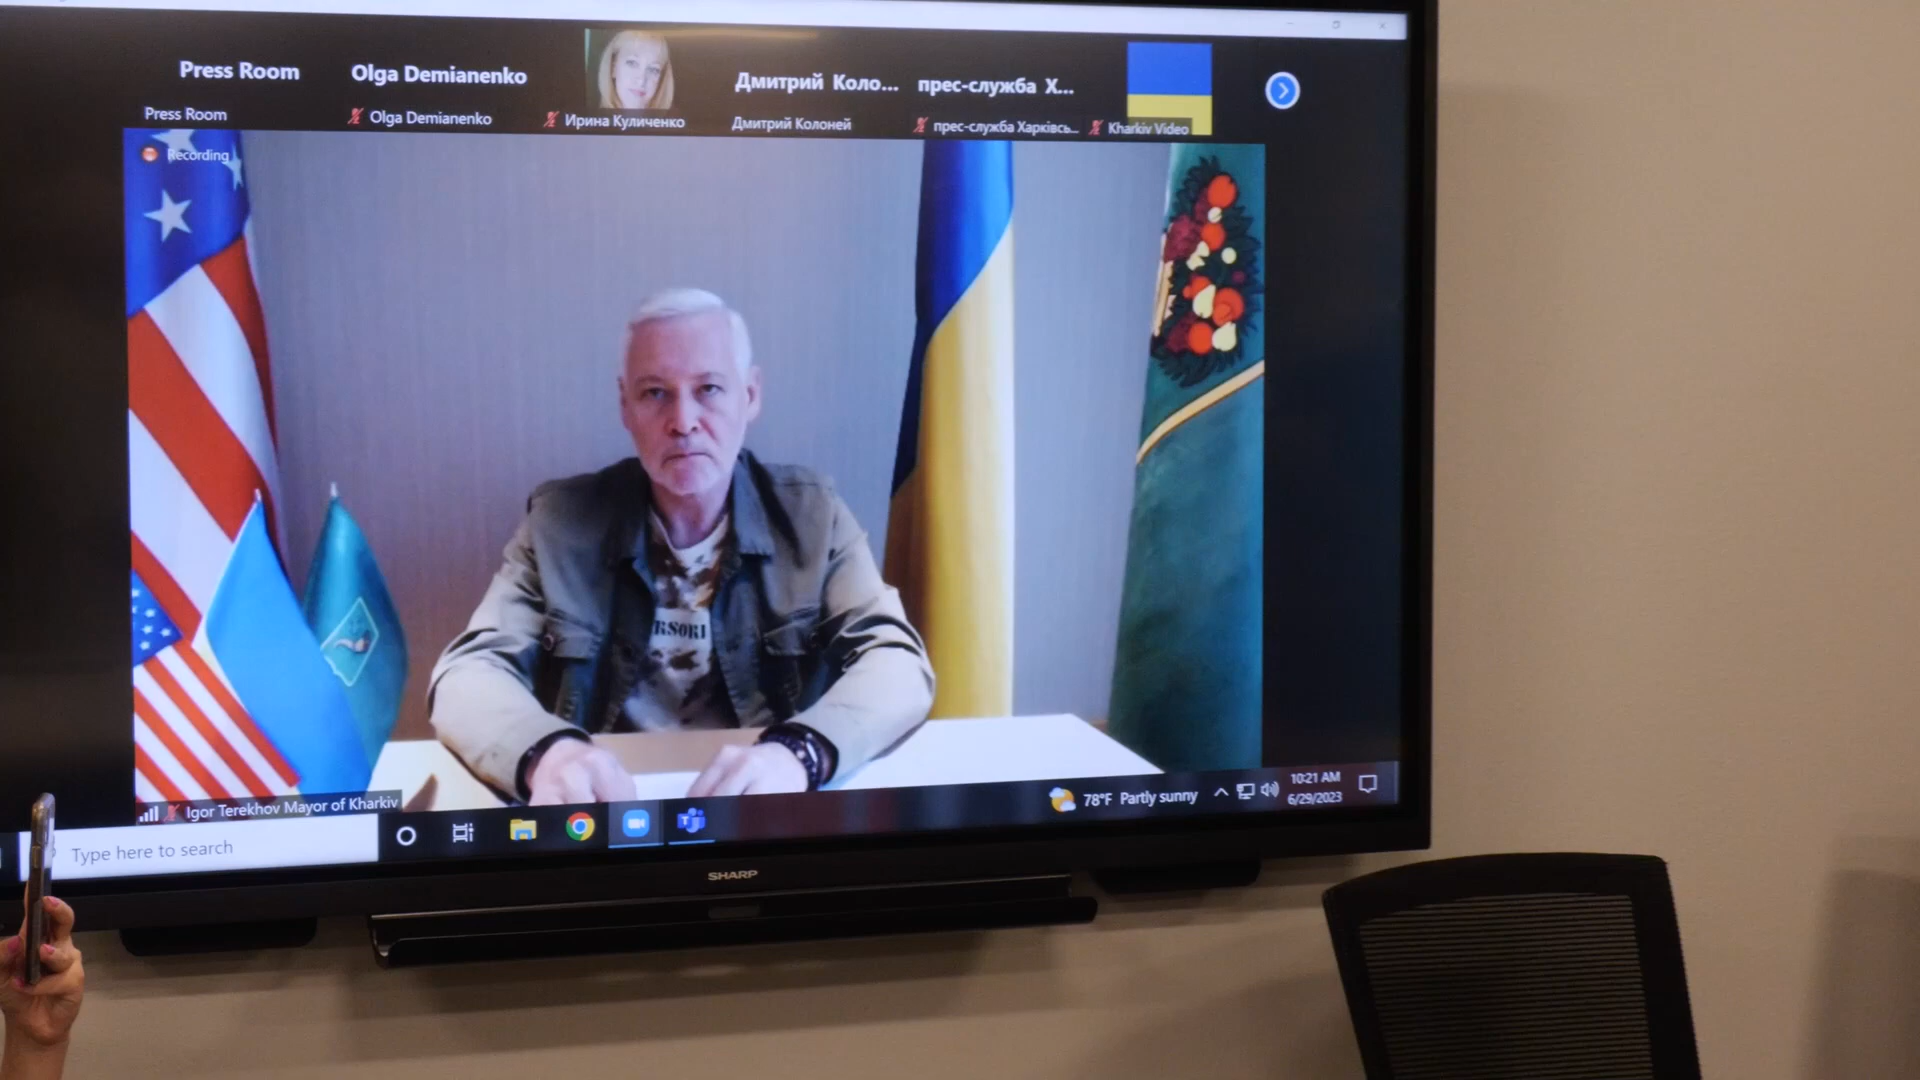 Press Room
Olga Demianenko
Дмитрий Коло...
прес-служба Х...
Press Room
Olga Demianenko
Ирина Куличенко
Дмитрий Колоней
прес-служба Харківсь...
Kharkiv Video
Recording
RSORI
Igor Terekhov Mayor of Kharkiv
78°F Partly sunny
10:21 AM
6/29/2023
Type here to search
SHARP